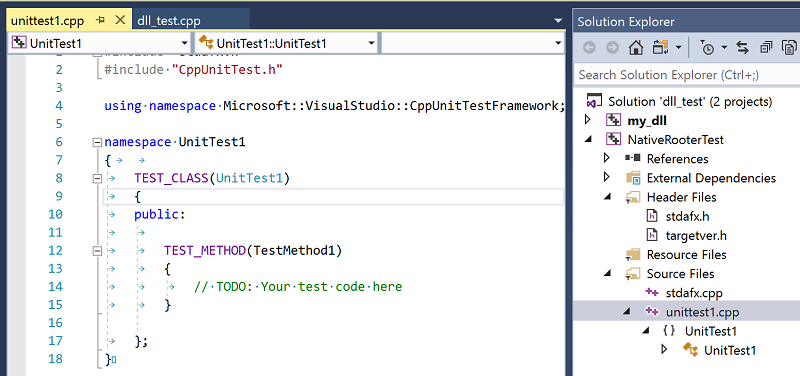 unittest1.cpp
dll_test.cpp
UnitTest1
UnitTest1::UnitTest1
2 #include "CppUnitTest.h"
3
4 using namespace Microsoft::VisualStudio::CppUnitTestFramework;
5
6 namespace UnitTest1
7 {
8 TEST_CLASS(UnitTest1)
9 {
10 public:
11
12 TEST_METHOD(TestMethod1)
13 {
14 // TODO: Your test code here
15 }
16
17 };
18 }
Solution Explorer
Search Solution Explorer (Ctrl+;)
Solution 'dll_test' (2 projects)
my_dll
NativeRooterTest
References
External Dependencies
Header Files
stdafx.h
targetver.h
Resource Files
Source Files
stdafx.cpp
unittest1.cpp
{ } UnitTest1
UnitTest1